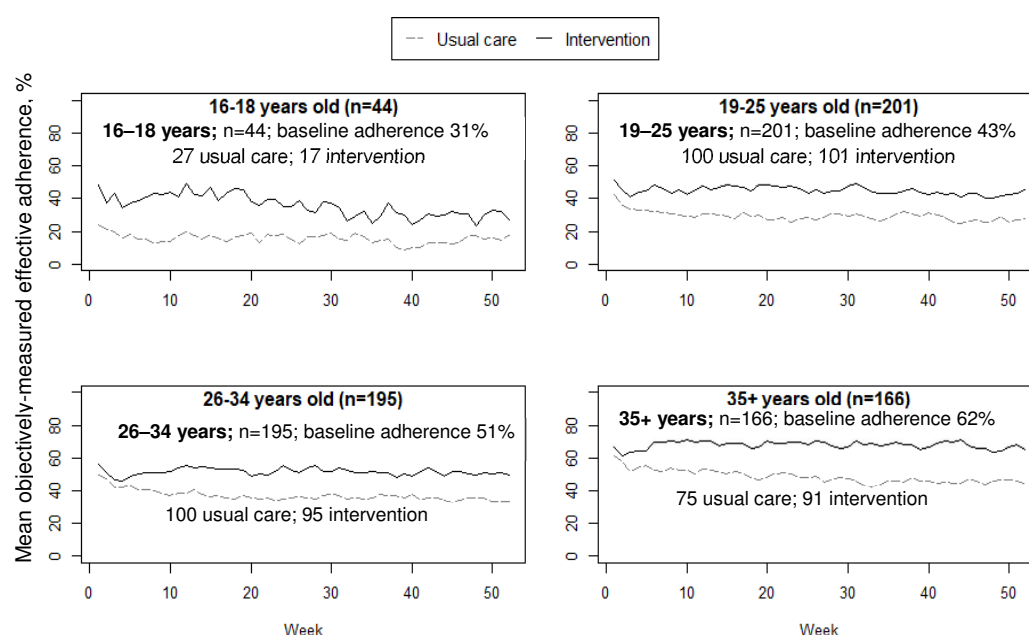 Usual care Intervention
Mean objectively-measured effective adherence, %
16-18 years old (n=44)
16–18 years; n=44; baseline adherence 31%
27 usual care; 17 intervention
0 20 40 60 80
0 10 20 30 40 50
19-25 years old (n=201)
19–25 years; n=201; baseline adherence 43%
100 usual care; 101 intervention
0 20 40 60 80
0 10 20 30 40 50
26-34 years old (n=195)
26–34 years; n=195; baseline adherence 51%
100 usual care; 95 intervention
0 20 40 60 80
0 10 20 30 40 50
Week
35+ years old (n=166)
35+ years; n=166; baseline adherence 62%
75 usual care; 91 intervention
0 20 40 60 80
0 10 20 30 40 50
Week